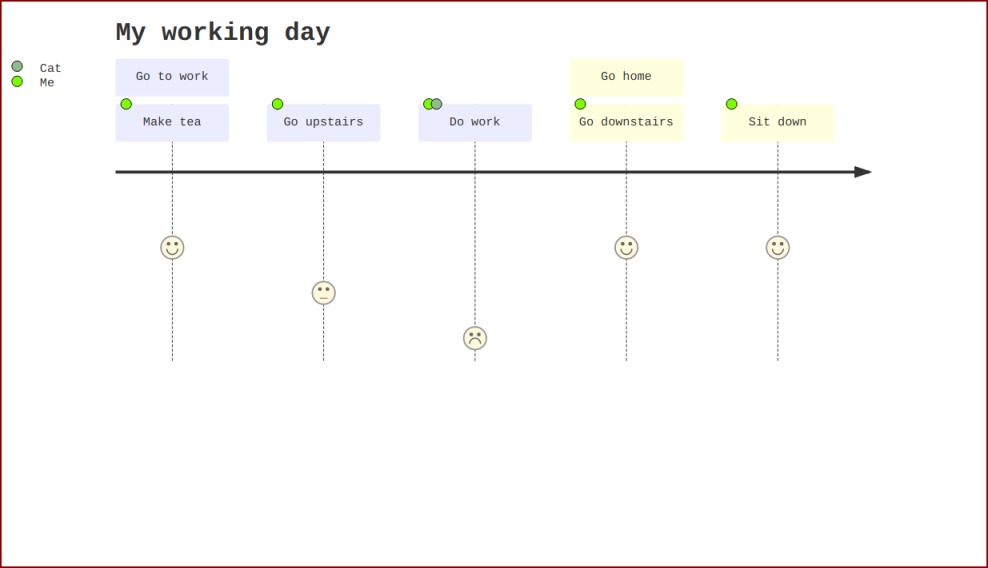 My working day
Cat
Me
Go to work
Go home
Make tea
Go upstairs
Do work
Go downstairs
Sit down